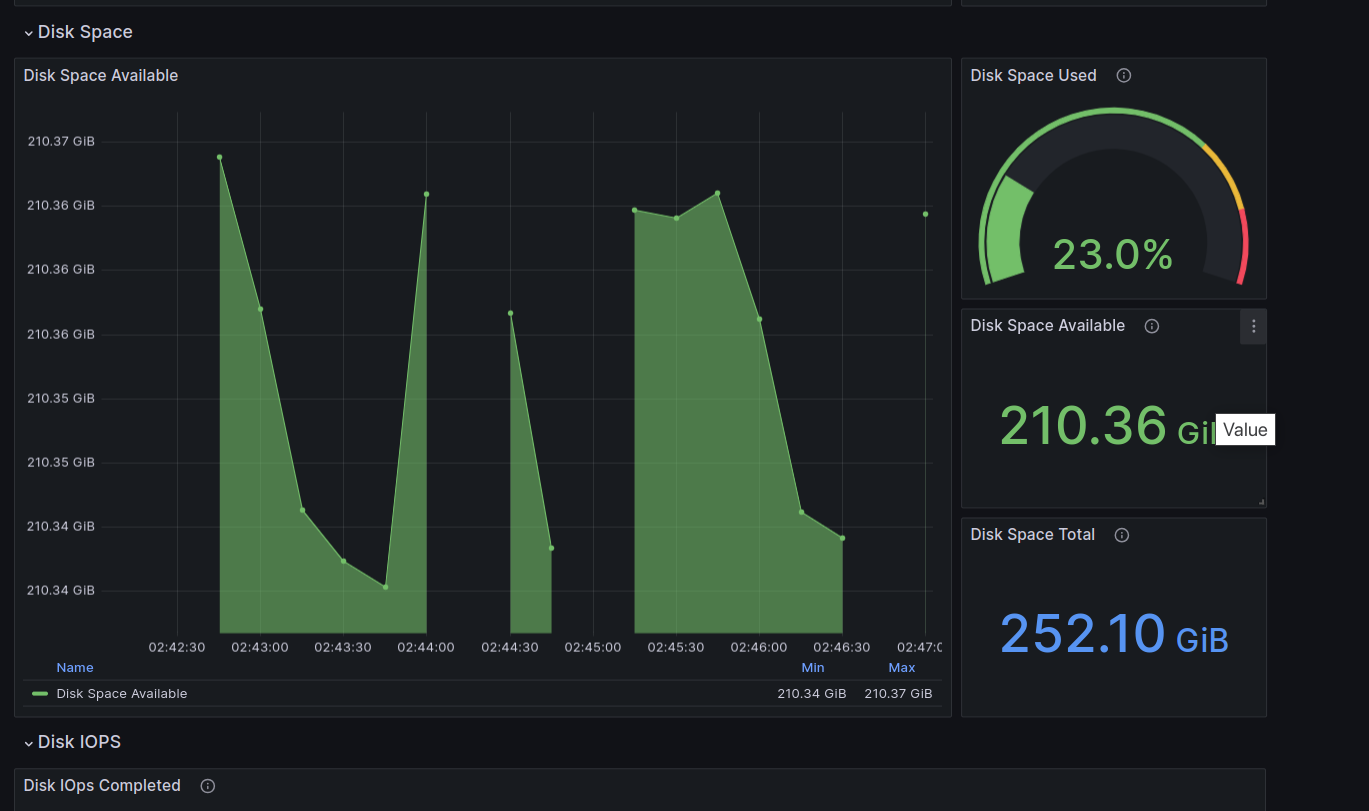 Disk Space
Disk Space Available
210.37 GiB
210.36 GiB
210.36 GiB
210.36 GiB
210.35 GiB
210.35 GiB
210.34 GiB
210.34 GiB
02:42:30 02:43:00 02:43:30 02:44:00 02:44:30 02:45:00 02:45:30 02:46:00 02:46:30 02:47:0
Name Min Max
Disk Space Available 210.34 GiB 210.37 GiB
Disk Space Used
23.0%
Disk Space Available
210.36 Gi
Value
Disk Space Total
252.10 GiB
Disk IOPS
Disk IOps Completed